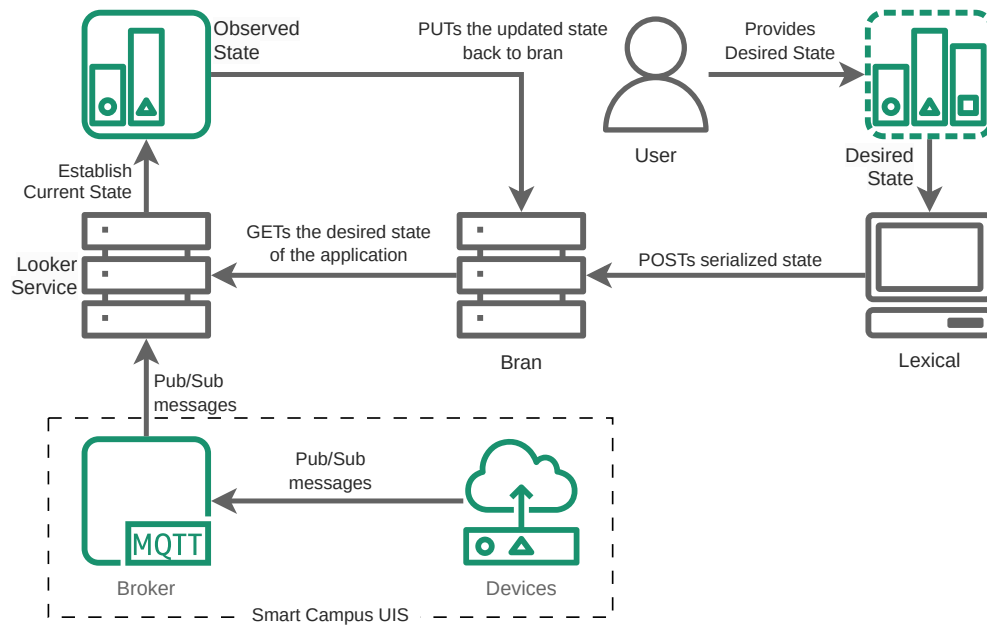 Observed
State
PUTs the updated state
back to bran
Provides
Desired State
User
Desired
State
Establish
Current State
Looker
Service
GETs the desired state
of the application
POSTs serialized state
Bran
Lexical
Pub/Sub
messages
Pub/Sub
messages
MQTT
Broker
Devices
Smart Campus UIS